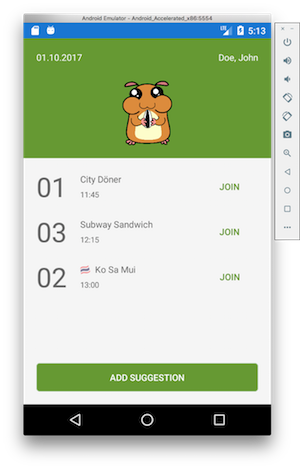 Android Emulator - Android_Accelerated_x86:5554
LTE 5:13
01.10.2017 Doe, John
01 City Döner JOIN
11:45
03 Subway Sandwich JOIN
12:15
02 🇹🇭 Ko Sa Mui JOIN
13:00
ADD SUGGESTION